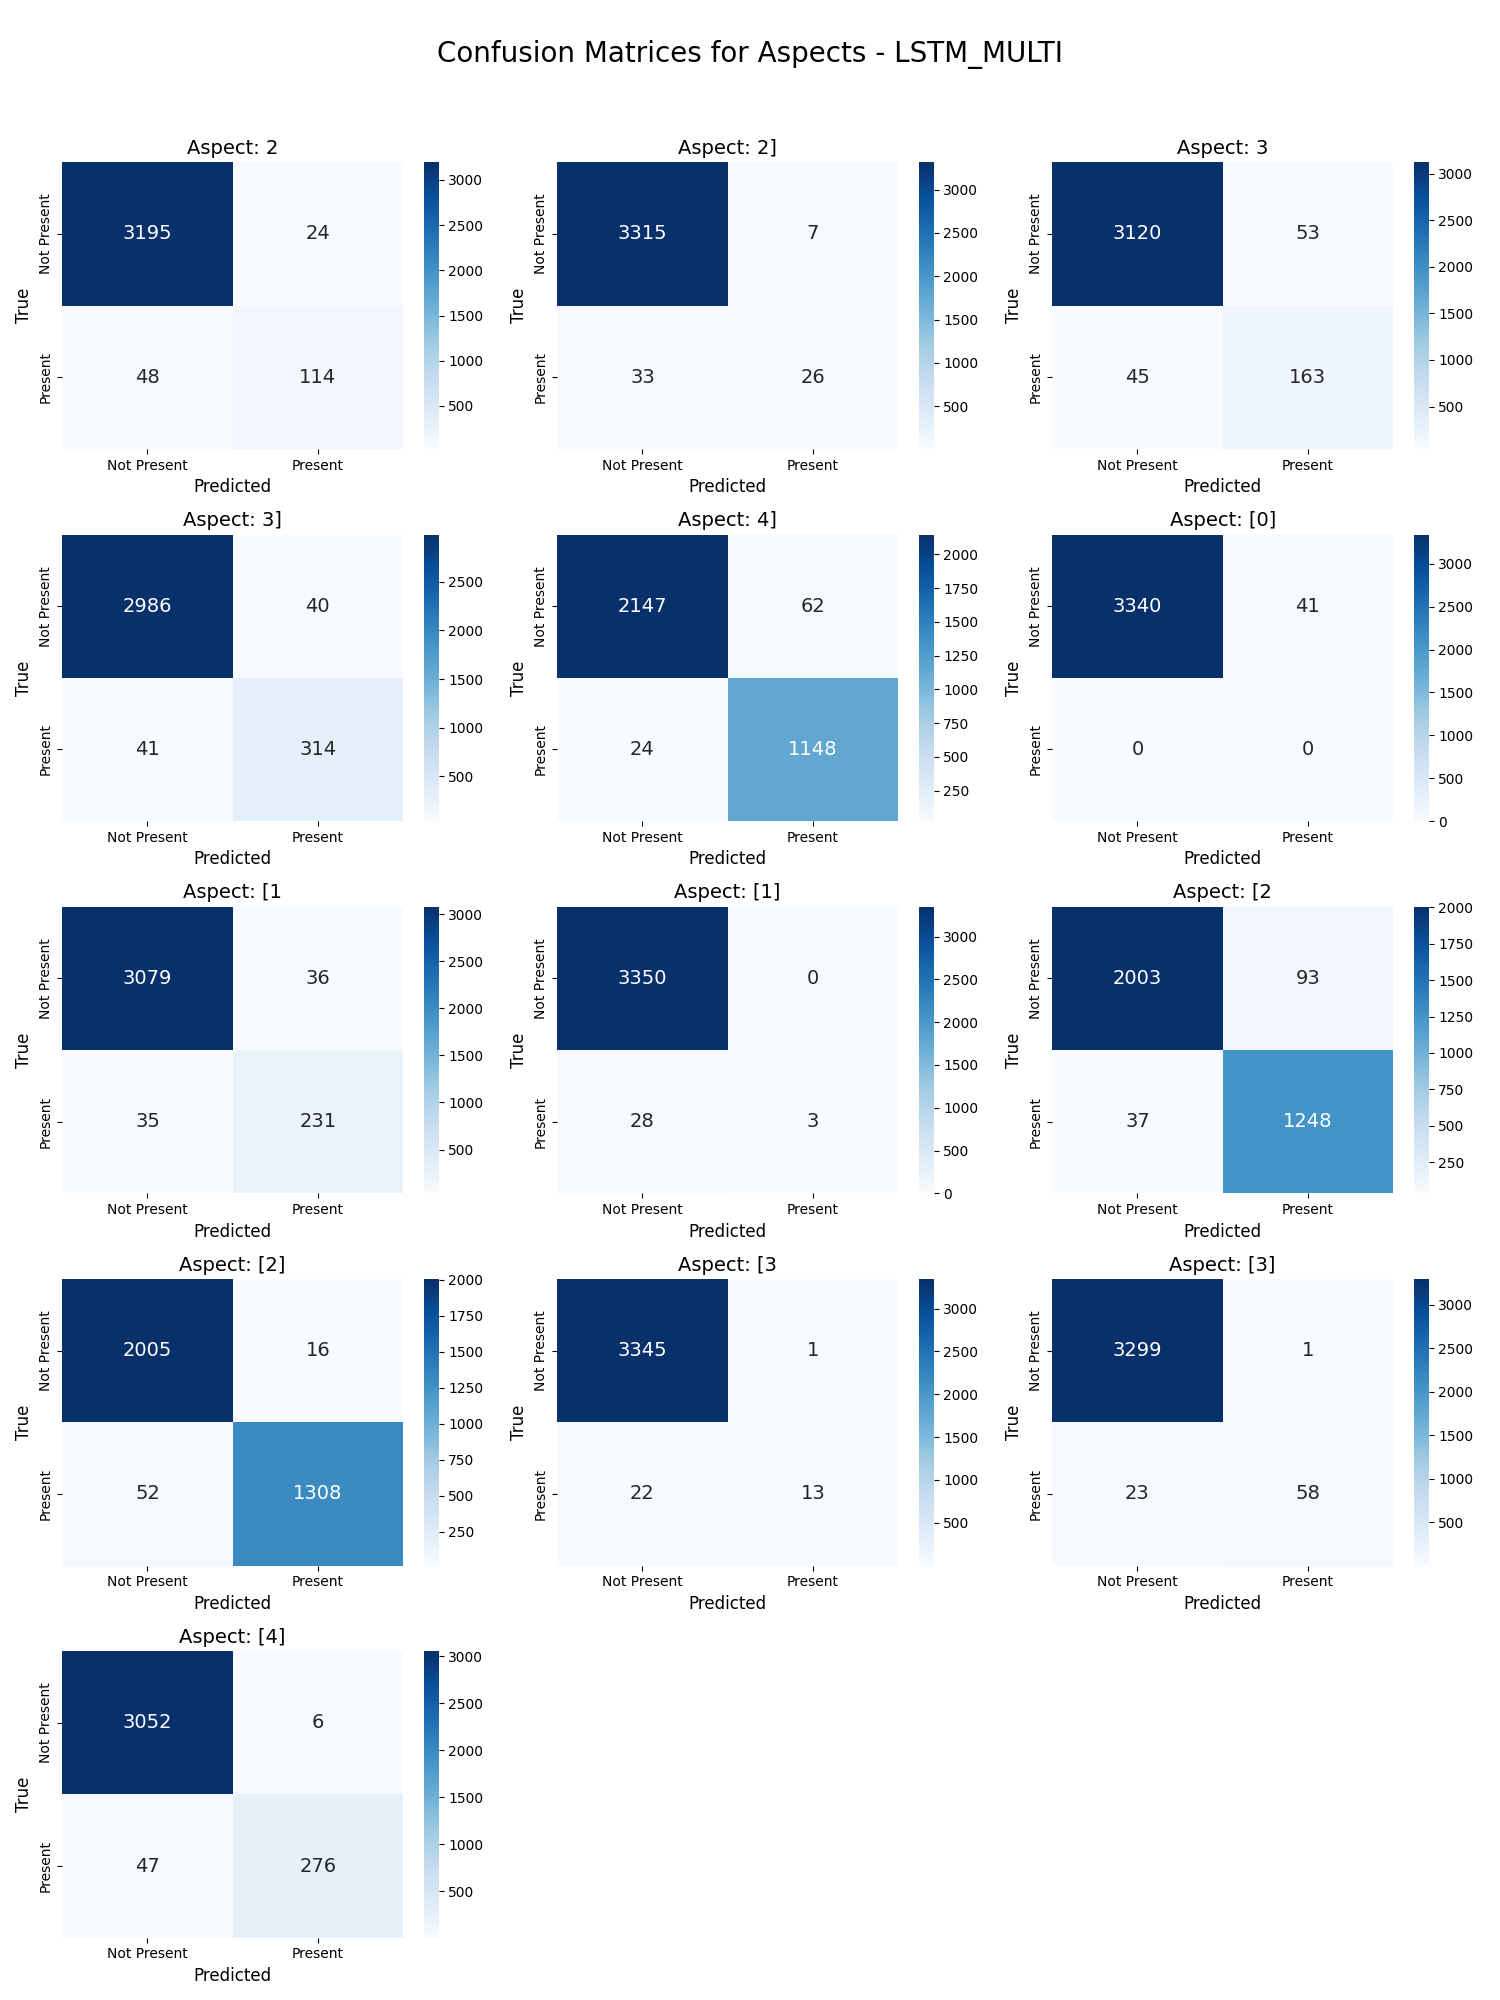 Confusion Matrices for Aspects - LSTM_MULTI
Aspect: 2
True
Not Present
Present
3195 24
48 114
Not Present Present
Predicted
3000
2500
2000
1500
1000
500
Aspect: 2]
True
Not Present
Present
3315 7
33 26
Not Present Present
Predicted
3000
2500
2000
1500
1000
500
Aspect: 3
True
Not Present
Present
3120 53
45 163
Not Present Present
Predicted
3000
2500
2000
1500
1000
500
Aspect: 3]
True
Not Present
Present
2986 40
41 314
Not Present Present
Predicted
2500
2000
1500
1000
500
Aspect: 4]
True
Not Present
Present
2147 62
24 1148
Not Present Present
Predicted
2000
1750
1500
1250
1000
750
500
250
Aspect: [0]
True
Not Present
Present
3340 41
0 0
Not Present Present
Predicted
3000
2500
2000
1500
1000
500
0
Aspect: [1
True
Not Present
Present
3079 36
35 231
Not Present Present
Predicted
3000
2500
2000
1500
1000
500
Aspect: [1]
True
Not Present
Present
3350 0
28 3
Not Present Present
Predicted
3000
2500
2000
1500
1000
500
0
Aspect: [2
True
Not Present
Present
2003 93
37 1248
Not Present Present
Predicted
2000
1750
1500
1250
1000
750
500
250
Aspect: [2]
True
Not Present
Present
2005 16
52 1308
Not Present Present
Predicted
2000
1750
1500
1250
1000
750
500
250
Aspect: [3
True
Not Present
Present
3345 1
22 13
Not Present Present
Predicted
3000
2500
2000
1500
1000
500
Aspect: [3]
True
Not Present
Present
3299 1
23 58
Not Present Present
Predicted
3000
2500
2000
1500
1000
500
Aspect: [4]
True
Not Present
Present
3052 6
47 276
Not Present Present
Predicted
3000
2500
2000
1500
1000
500